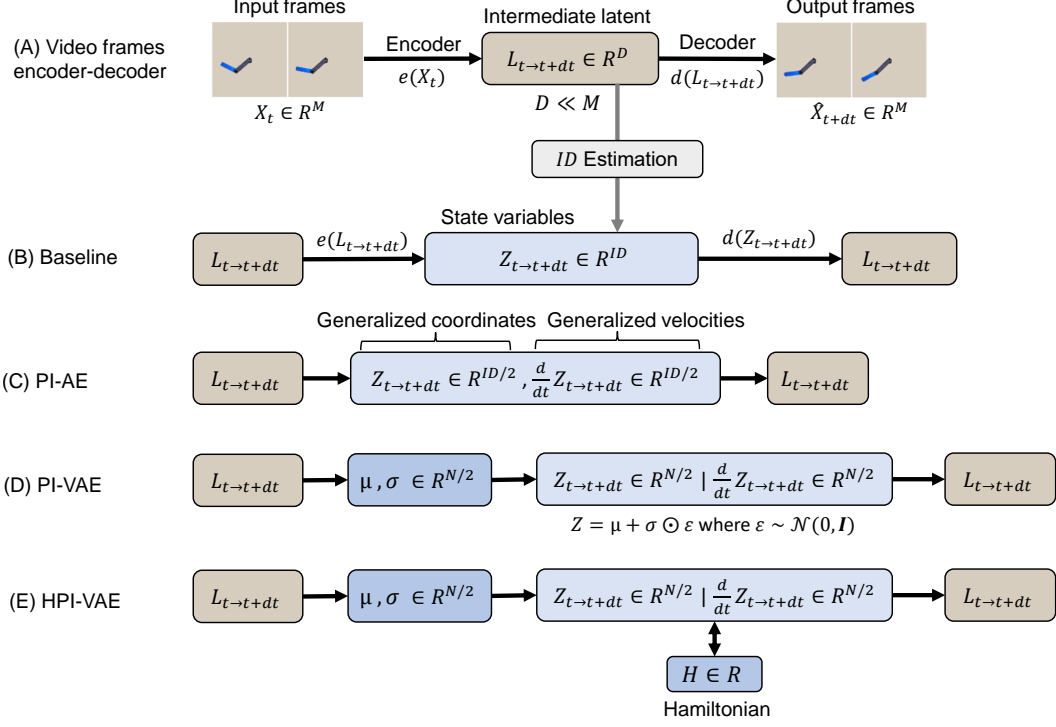 Input frames
Intermediate latent
Output frames
(A) Video frames
encoder-decoder
Encoder
e(X_t)
L_{t→t+dt} ∈ R^D
Decoder
d(L_{t→t+dt})
X_t ∈ R^M
D ≪ M
X̂_{t+dt} ∈ R^M
ID Estimation
State variables
(B) Baseline
L_{t→t+dt}
e(L_{t→t+dt})
Z_{t→t+dt} ∈ R^{ID}
d(Z_{t→t+dt})
L_{t→t+dt}
Generalized coordinates
Generalized velocities
(C) PI-AE
L_{t→t+dt}
Z_{t→t+dt} ∈ R^{ID/2} , d/dt Z_{t→t+dt} ∈ R^{ID/2}
L_{t→t+dt}
(D) PI-VAE
L_{t→t+dt}
μ , σ ∈ R^{N/2}
Z_{t→t+dt} ∈ R^{N/2} | d/dt Z_{t→t+dt} ∈ R^{N/2}
L_{t→t+dt}
Z = μ + σ ⊙ ε where ε ~ 𝒩(0, I)
(E) HPI-VAE
L_{t→t+dt}
μ , σ ∈ R^{N/2}
Z_{t→t+dt} ∈ R^{N/2} | d/dt Z_{t→t+dt} ∈ R^{N/2}
L_{t→t+dt}
H ∈ R
Hamiltonian